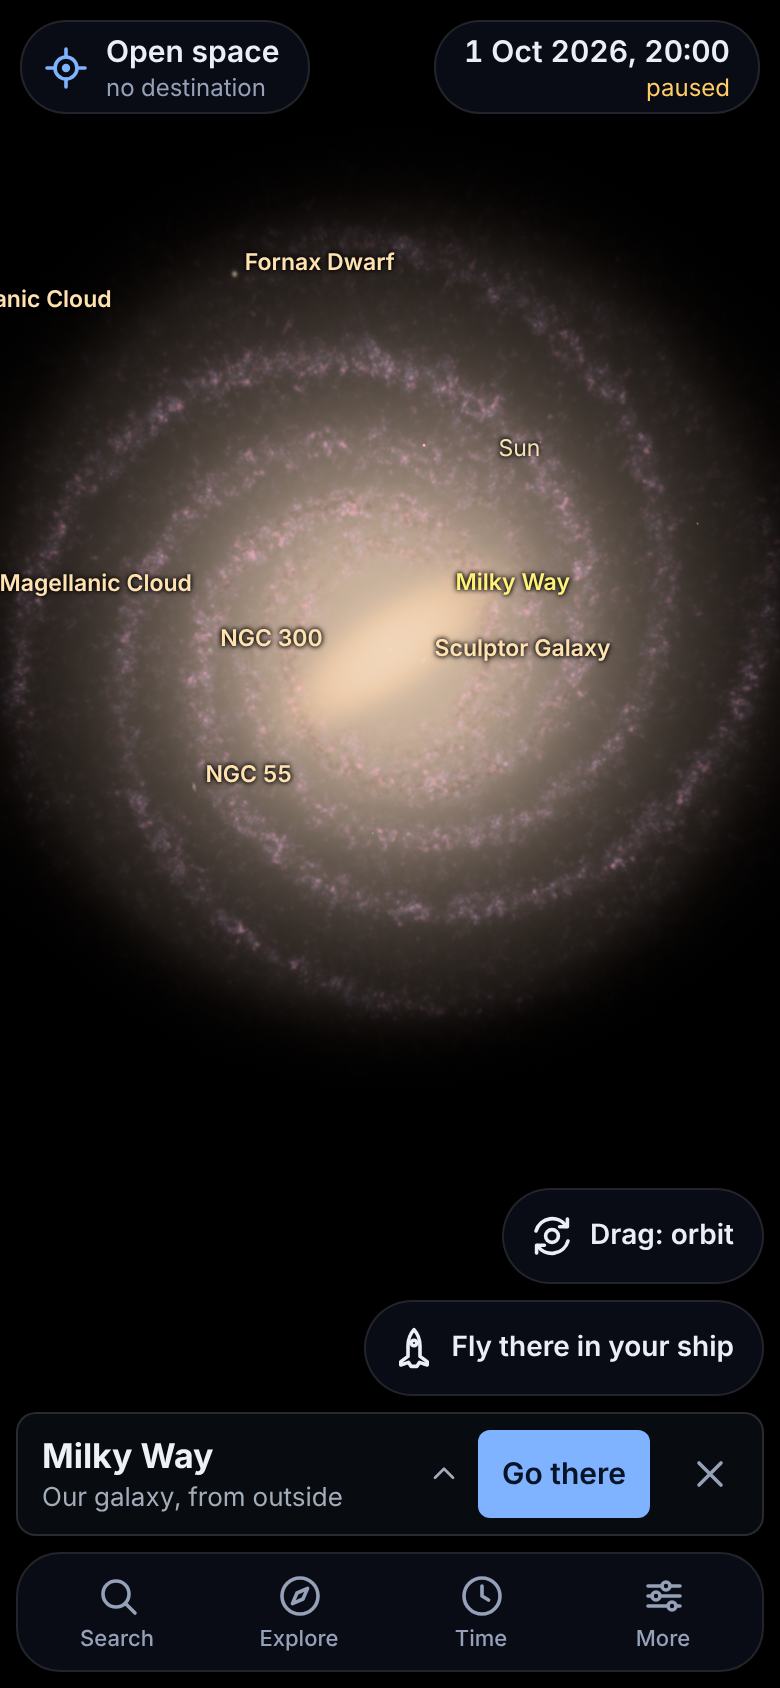 Open space
no destination
1 Oct 2026, 20:00
paused
Fornax Dwarf
anic Cloud
Sun
Milky Way
Magellanic Cloud
NGC 300
Sculptor Galaxy
NGC 55
Drag: orbit
Fly there in your ship
Milky Way
Our galaxy, from outside
Go there
Search
Explore
Time
More